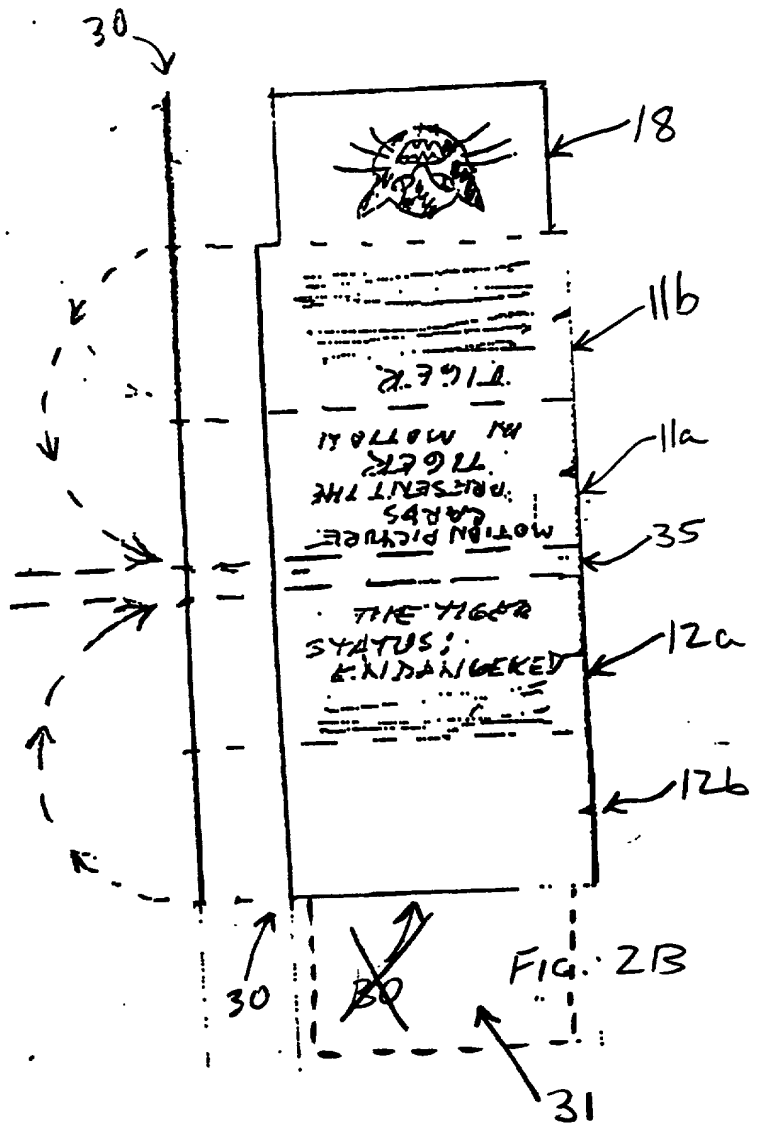 30
18
11b
TIGER
11a
MOTION PICTURE
CARDS
PRESENT THE
TIGER
IN MOTION
35
THE TIGER
STATUS:
ENDANGERED
12a
12b
30
30
FIG. 2B
31